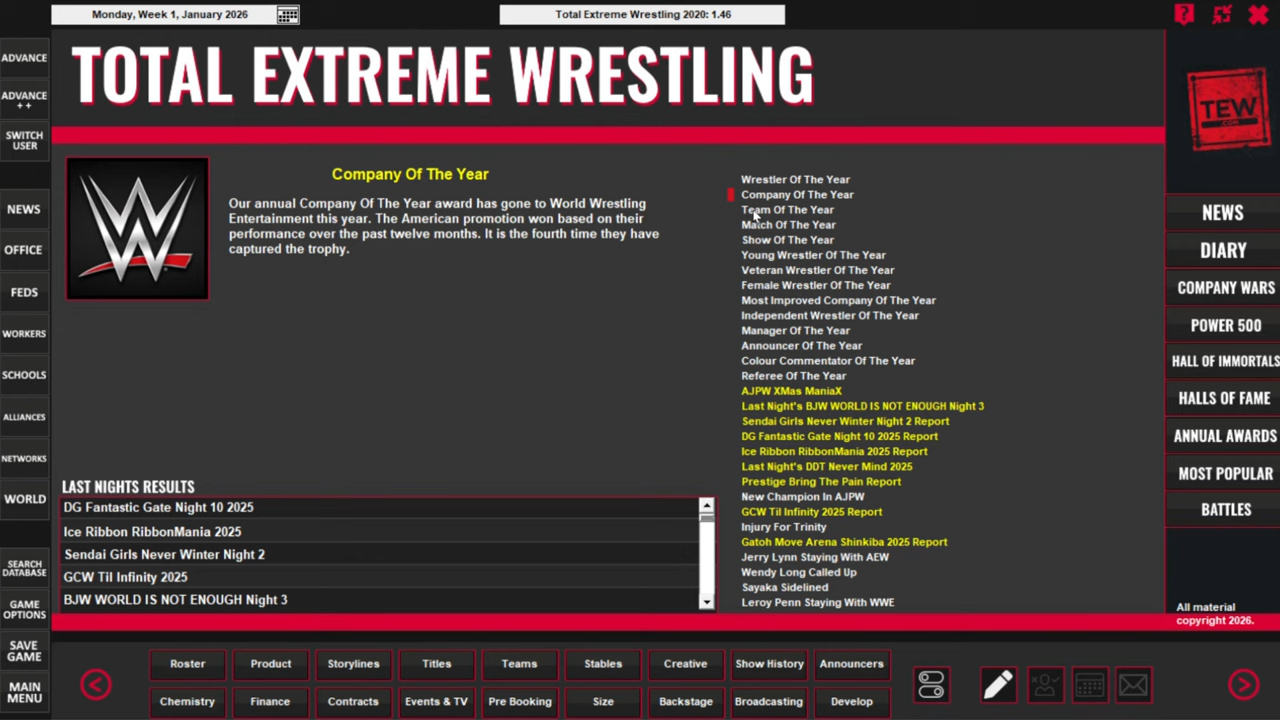 Monday, Week 1, January 2026
Total Extreme Wrestling 2020: 1.46
ADVANCE
ADVANCE
++
SWITCH
USER
NEWS
OFFICE
FEDS
WORKERS
SCHOOLS
ALLIANCES
NETWORKS
WORLD
SEARCH
DATABASE
GAME
OPTIONS
SAVE
GAME
MAIN
MENU
TOTAL EXTREME WRESTLING
TEW
.COM
W
Company Of The Year
Our annual Company Of The Year award has gone to World Wrestling
Entertainment this year. The American promotion won based on their
performance over the past twelve months. It is the fourth time they have
captured the trophy.
LAST NIGHTS RESULTS
DG Fantastic Gate Night 10 2025
Ice Ribbon RibbonMania 2025
Sendai Girls Never Winter Night 2
GCW Til Infinity 2025
BJW WORLD IS NOT ENOUGH Night 3
Wrestler Of The Year
Company Of The Year
Team Of The Year
Match Of The Year
Show Of The Year
Young Wrestler Of The Year
Veteran Wrestler Of The Year
Female Wrestler Of The Year
Most Improved Company Of The Year
Independent Wrestler Of The Year
Manager Of The Year
Announcer Of The Year
Colour Commentator Of The Year
Referee Of The Year
AJPW XMas ManiaX
Last Night's BJW WORLD IS NOT ENOUGH Night 3
Sendai Girls Never Winter Night 2 Report
DG Fantastic Gate Night 10 2025 Report
Ice Ribbon RibbonMania 2025 Report
Last Night's DDT Never Mind 2025
Prestige Bring The Pain Report
New Champion In AJPW
GCW Til Infinity 2025 Report
Injury For Trinity
Gatoh Move Arena Shinkiba 2025 Report
Jerry Lynn Staying With AEW
Wendy Long Called Up
Sayaka Sidelined
Leroy Penn Staying With WWE
NEWS
DIARY
COMPANY WARS
POWER 500
HALL OF IMMORTALS
HALLS OF FAME
ANNUAL AWARDS
MOST POPULAR
BATTLES
All material
copyright 2026.
Roster
Product
Storylines
Titles
Teams
Stables
Creative
Show History
Announcers
Chemistry
Finance
Contracts
Events & TV
Pre Booking
Size
Backstage
Broadcasting
Develop